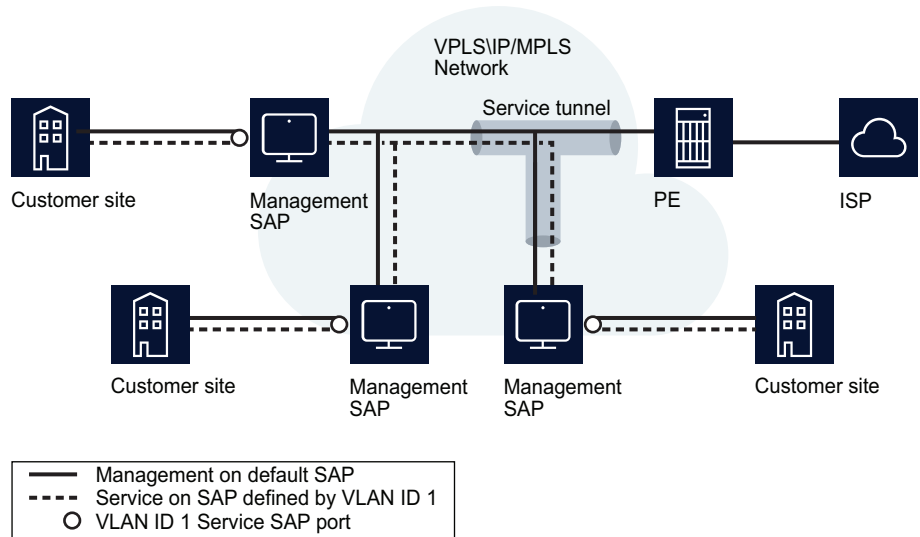 VPLS\IP/MPLS
Network
Service tunnel
Customer site
Management
SAP
PE
ISP
Customer site
Management
SAP
Management
SAP
Customer site
Management on default SAP
Service on SAP defined by VLAN ID 1
VLAN ID 1 Service SAP port